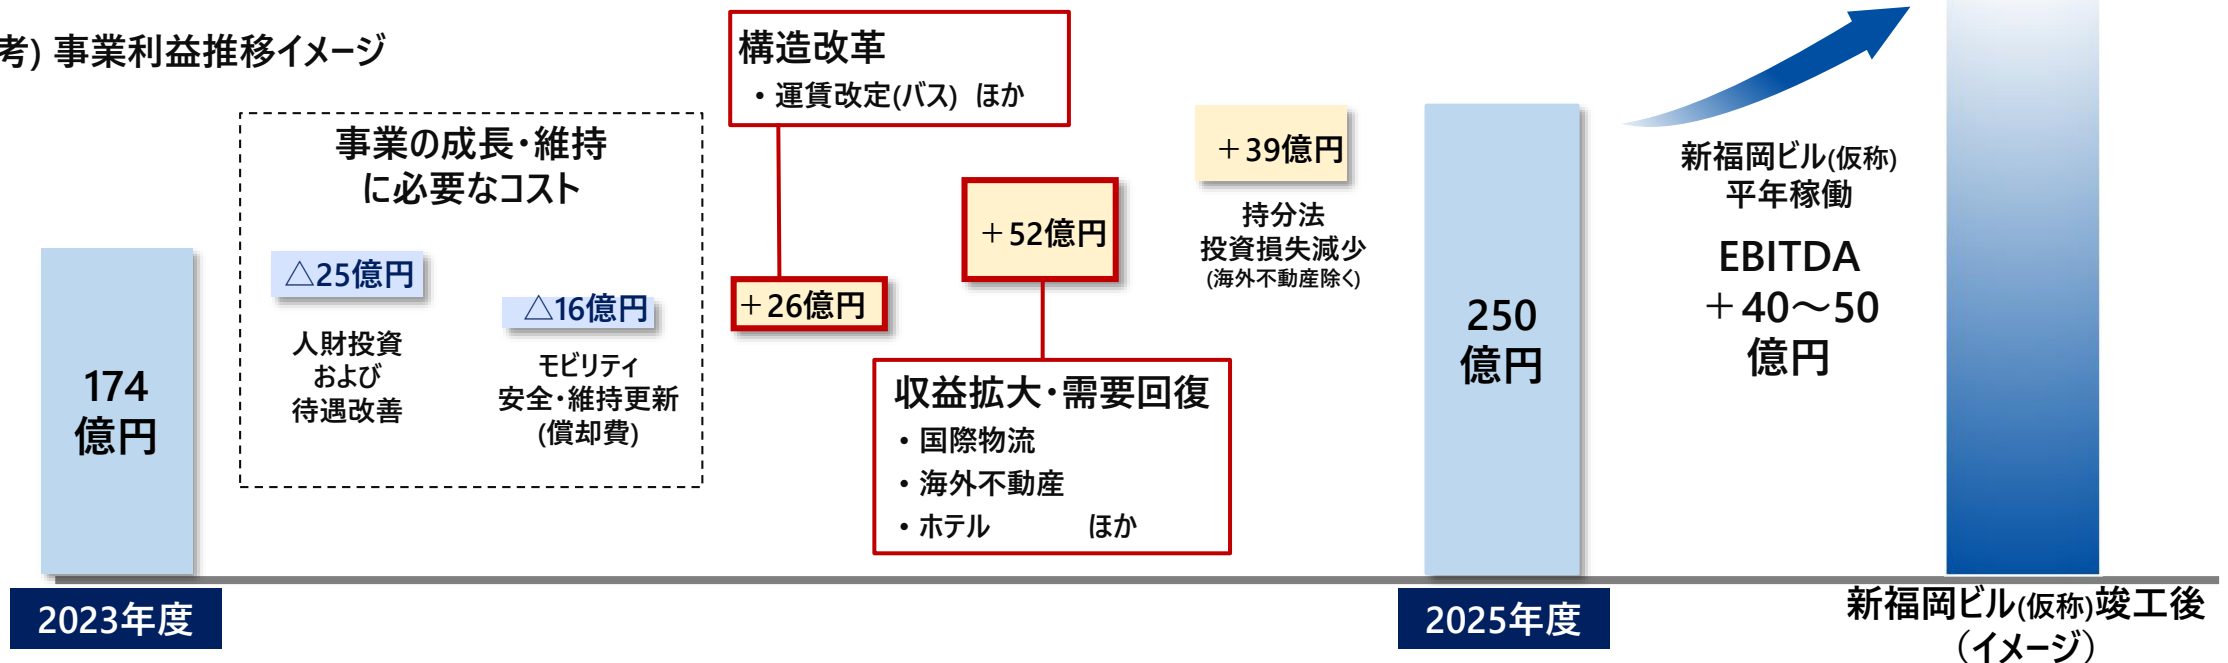 考) 事業利益推移イメージ
構造改革
・運賃改定(バス) ほか
事業の成長・維持
に必要なコスト
△25億円
人財投資
および
待遇改善
△16億円
モビリティ
安全・維持更新
(償却費)
+26億円
+52億円
収益拡大・需要回復
・国際物流
・海外不動産
・ホテル ほか
+39億円
持分法
投資損失減少
(海外不動産除く)
174
億円
250
億円
新福岡ビル(仮称)
平年稼働
EBITDA
+40～50
億円
2023年度
2025年度
新福岡ビル(仮称)竣工後
（イメージ）